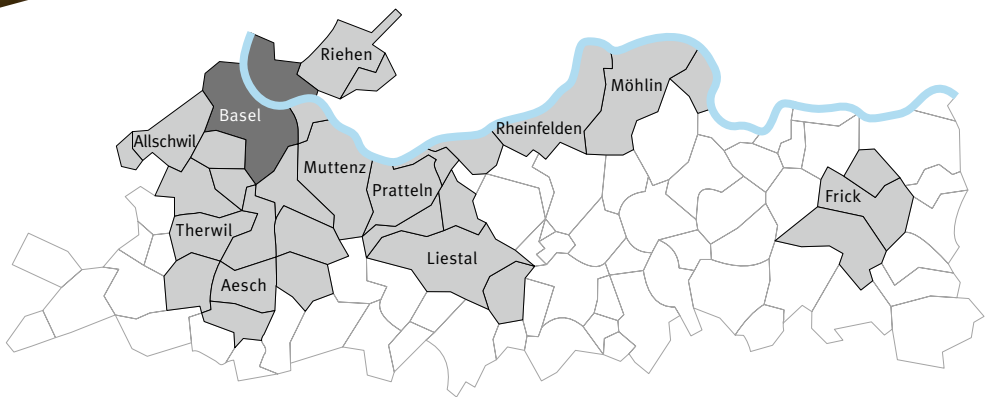 Riehen
Möhlin
Basel
Rheinfelden
Allschwil
Muttenz
Pratteln
Frick
Therwil
Liestal
Aesch